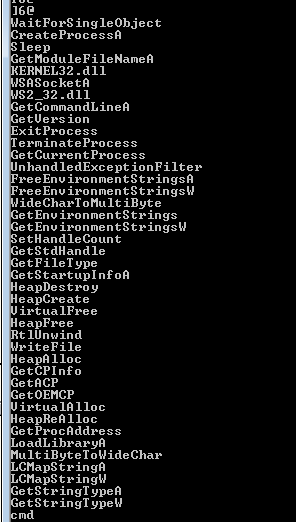 J6@
WaitForSingleObject
CreateProcessA
Sleep
GetModuleFileNameA
KERNEL32.dll
WSASocketA
WS2_32.dll
GetCommandLineA
GetVersion
ExitProcess
TerminateProcess
GetCurrentProcess
UnhandledExceptionFilter
FreeEnvironmentStringsA
FreeEnvironmentStringsW
WideCharToMultiByte
GetEnvironmentStrings
GetEnvironmentStringsW
SetHandleCount
GetStdHandle
GetFileType
GetStartupInfoA
HeapDestroy
HeapCreate
VirtualFree
HeapFree
RtlUnwind
WriteFile
HeapAlloc
GetCPInfo
GetACP
GetOEMCP
VirtualAlloc
HeapReAlloc
GetProcAddress
LoadLibraryA
MultiByteToWideChar
LCMapStringA
LCMapStringW
GetStringTypeA
GetStringTypeW
cmd